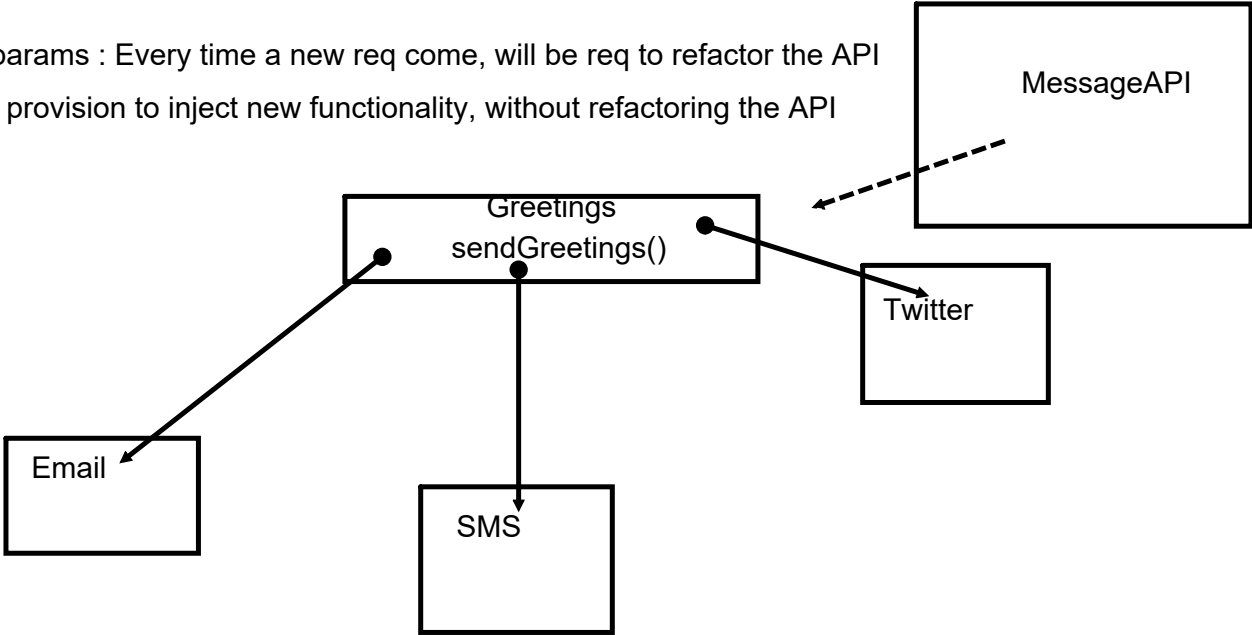 params : Every time a new req come, will be req to refactor the API
provision to inject new functionality, without refactoring the API
MessageAPI
Greetings
sendGreetings()
Twitter
Email
SMS